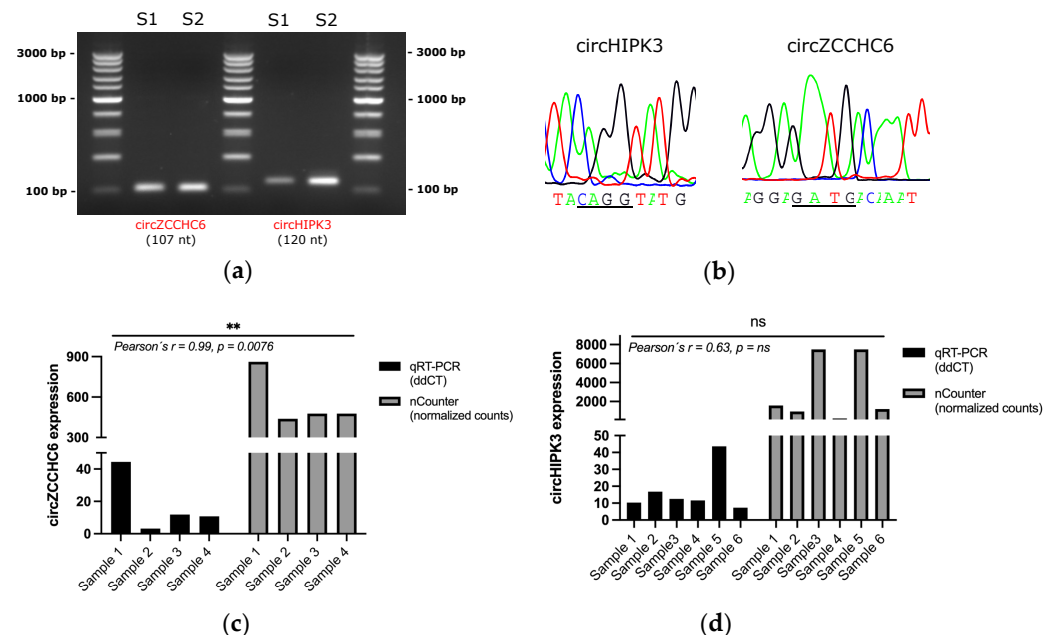 S1 S2 S1 S2
3000 bp - - 3000 bp
1000 bp - - 1000 bp
100 bp - - 100 bp
circZCCHC6 circHIPK3
(107 nt) (120 nt)
(a)
circHIPK3 circZCCHC6
TACAGGTATG AGGAGATGACAAAT
(b)
**
Pearson´s r = 0.99, p = 0.0076
circZCCHC6 expression
900
600
300
40
20
0
Sample 1
Sample 2
Sample 3
Sample 4
Sample 1
Sample 2
Sample 3
Sample 4
qRT-PCR
(ddCT)
nCounter
(normalized counts)
(c)
ns
Pearson´s r = 0.63, p = ns
circHIPK3 expression
8000
6000
4000
2000
50
40
30
20
10
0
Sample 1
Sample 2
Sample3
Sample 4
Sample 5
Sample 6
Sample 1
Sample 2
Sample3
Sample 4
Sample 5
Sample 6
qRT-PCR
(ddCT)
nCounter
(normalized counts)
(d)